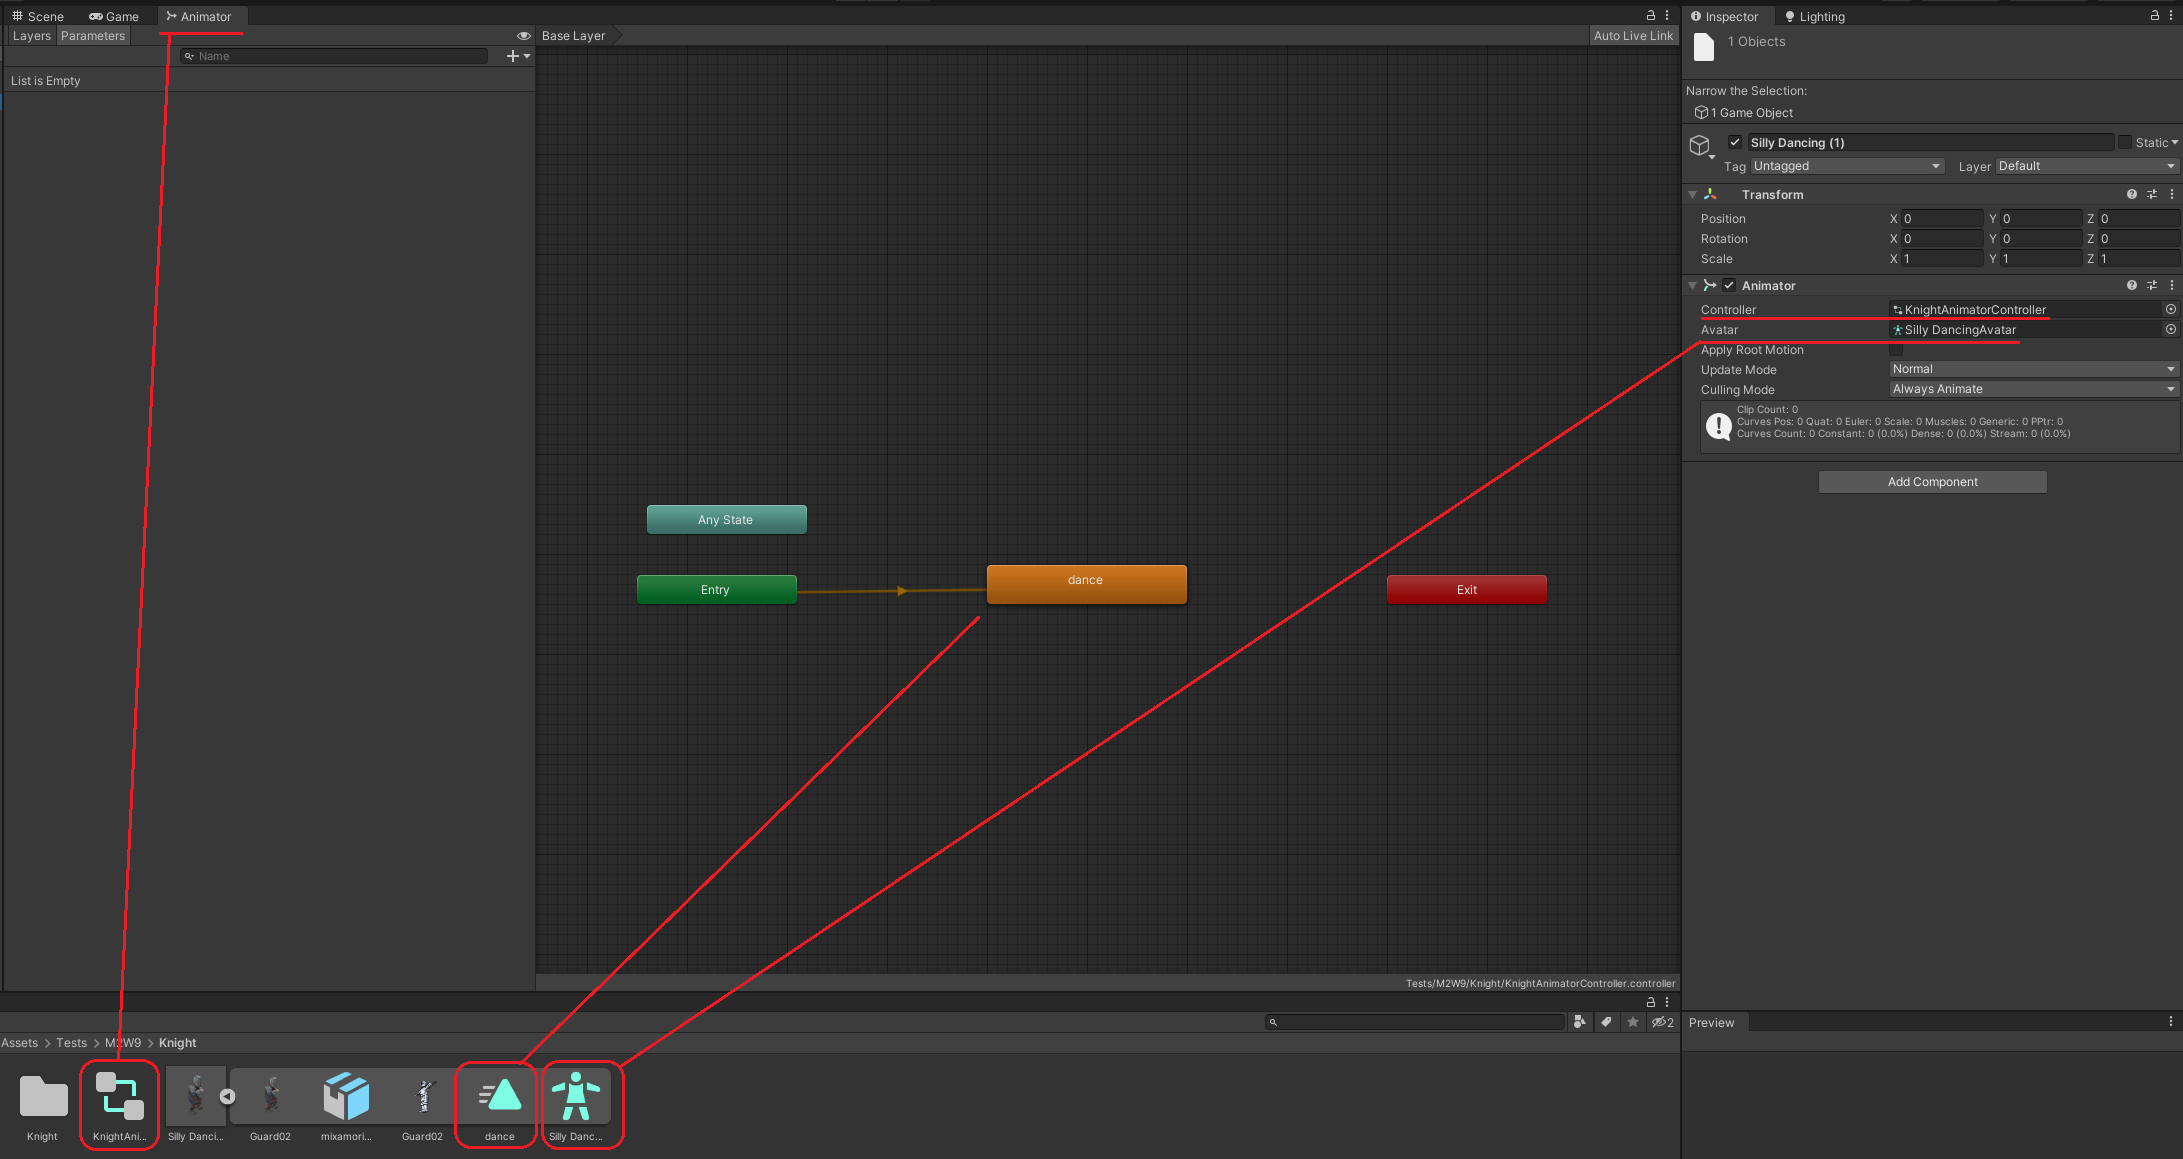 Scene Game Animator
Layers Parameters
Name
List is Empty
Base Layer
Auto Live Link
Any State
Entry
dance
Exit
Tests/M2W9/Knight/KnightAnimatorController.controller
Inspector Lighting
1 Objects
Narrow the Selection:
1 Game Object
Silly Dancing (1) Static
Tag Untagged Layer Default
Transform
Position X 0 Y 0 Z 0
Rotation X 0 Y 0 Z 0
Scale X 1 Y 1 Z 1
Animator
Controller KnightAnimatorController
Avatar Silly DancingAvatar
Apply Root Motion
Update Mode Normal
Culling Mode Always Animate
Clip Count: 0
Curves Pos: 0 Quat: 0 Euler: 0 Scale: 0 Muscles: 0 Generic: 0 PPtr: 0
Curves Count: 0 Constant: 0 (0.0%) Dense: 0 (0.0%) Stream: 0 (0.0%)
Add Component
2
Preview
Assets > Tests > M2W9 > Knight
Knight KnightAni... Silly Danci... Guard02 mixamori... Guard02 dance Silly Danc...